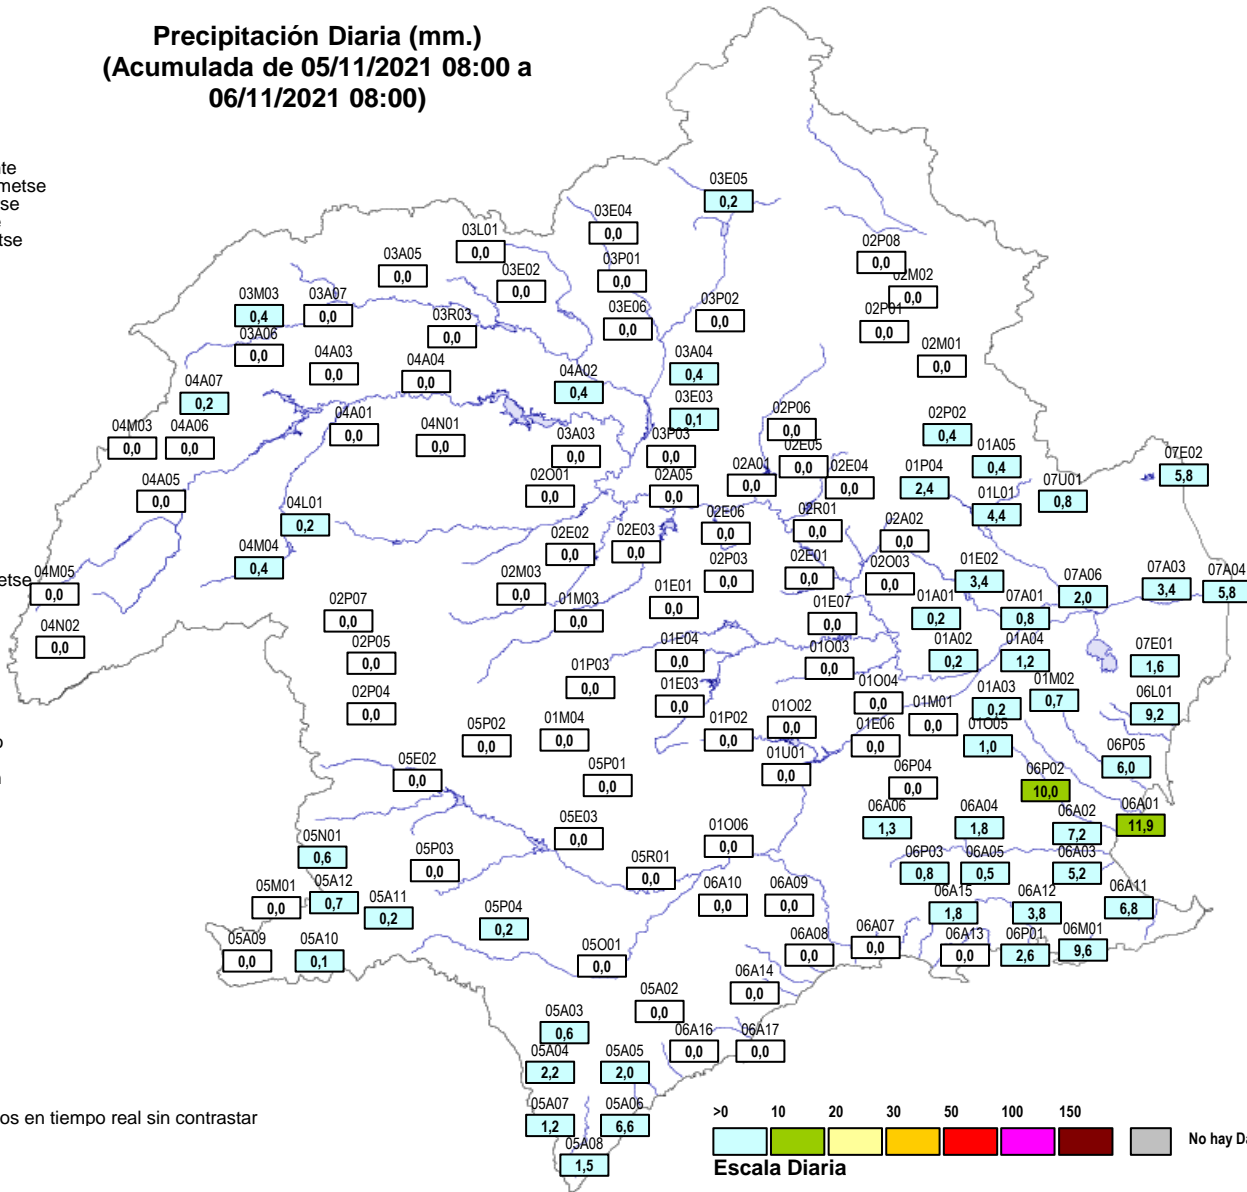 Precipitación Diaria (mm.)
(Acumulada de 05/11/2021 08:00 a
06/11/2021 08:00)
te
metse
se
e
tse
03E05
0,2
03E04
0,0
03L01
0,0
03A05
0,0
03P01
0,0
03E02
0,0
02P08
0,0
02M02
0,0
03M03
0,4
03A07
0,0
03R03
0,0
03E06
0,0
03P02
0,0
02P01
0,0
03A06
0,0
04A03
0,0
04A04
0,0
03A04
0,4
02M01
0,0
04A07
0,2
04A02
0,4
03E03
0,1
04A01
0,0
04N01
0,0
04M03
0,0
04A06
0,0
03A03
0,0
03P03
0,0
02P06
0,0
02P02
0,4
02E05
0,0
01A05
0,4
07E02
5,8
04A05
0,0
02O01
0,0
02A05
0,0
02A01
0,0
02E04
0,0
01P04
2,4
07U01
0,8
01L01
4,4
04L01
0,2
02E06
0,0
02R01
0,0
02A02
0,0
02E02
0,0
02E03
0,0
04M04
0,4
02P03
0,0
02E01
0,0
02O03
0,0
01E02
3,4
etse
04M05
0,0
02M03
0,0
07A06
2,0
07A03
3,4
07A04
5,8
01E01
0,0
01M03
0,0
02P07
0,0
01E07
0,0
01A01
0,2
07A01
0,8
04N02
0,0
02P05
0,0
01E04
0,0
01O03
0,0
01A02
0,2
01A04
1,2
07E01
1,6
01P03
0,0
01E03
0,0
01O04
0,0
01A03
0,2
01M02
0,7
06L01
9,2
02P04
0,0
01M01
0,0
05P02
0,0
01M04
0,0
01P02
0,0
01O02
0,0
01E06
0,0
01O05
1,0
o
05E02
0,0
05P01
0,0
01U01
0,0
06P04
0,0
06P02
10,0
06P05
6,0
06A06
1,3
06A04
1,8
06A02
7,2
06A01
11,9
05N01
0,6
05E03
0,0
01O06
0,0
05P03
0,0
05R01
0,0
06P03
0,8
06A05
0,5
06A03
5,2
05M01
0,0
05A12
0,7
05A11
0,2
06A10
0,0
06A09
0,0
06A15
1,8
06A12
3,8
06A11
6,8
05P04
0,2
05A09
0,0
05A10
0,1
05O01
0,0
06A08
0,0
06A07
0,0
06A13
0,0
06P01
2,6
06M01
9,6
06A14
0,0
05A02
0,0
05A03
0,6
06A16
0,0
06A17
0,0
05A04
2,2
05A05
2,0
05A07
1,2
05A06
6,6
05A08
1,5
os en tiempo real sin contrastar
>0 10 20 30 50 100 150
No hay Da
Escala Diaria